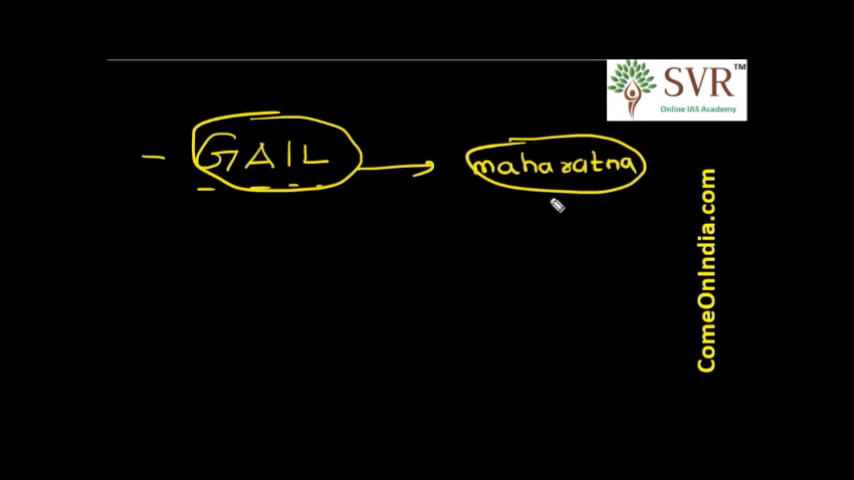 SVR™
Online IAS Academy
- GAIL → maharatna
ComeOnIndia.com